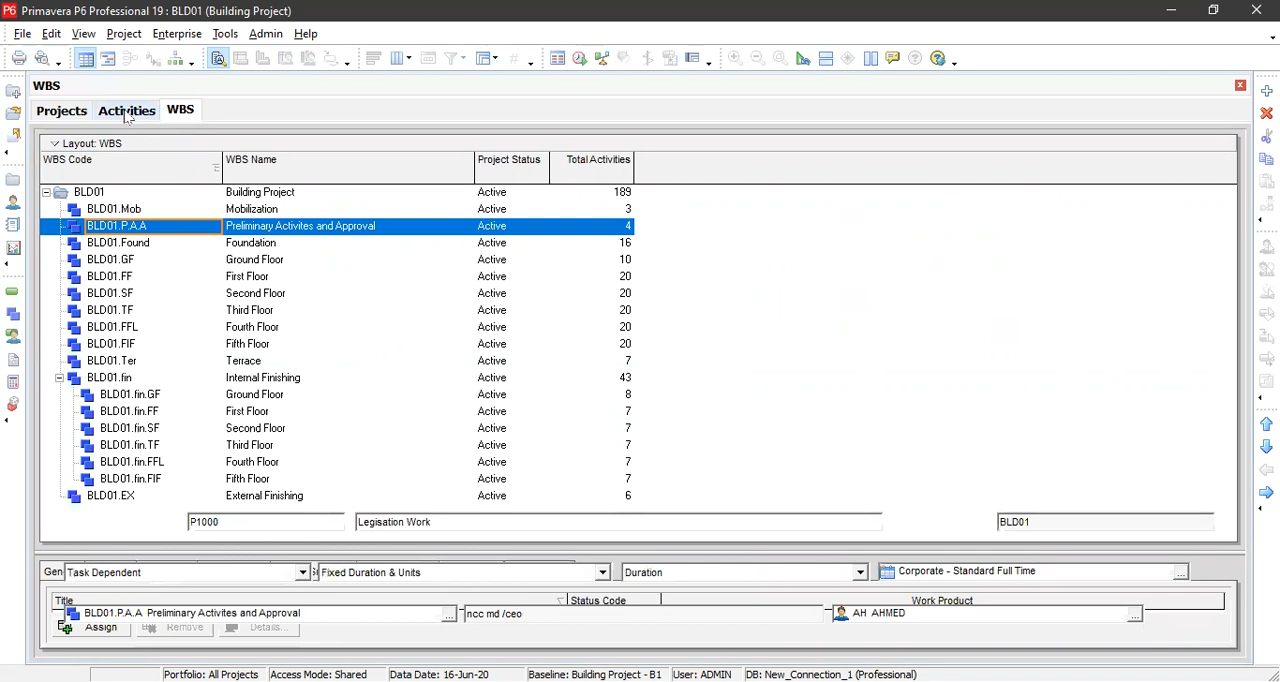 P6 Primavera P6 Professional 19 : BLD01 (Building Project)
File Edit View Project Enterprise Tools Admin Help
WBS
Projects Activities WBS
Layout: WBS
WBS Code WBS Name Project Status Total Activities
BLD01 Building Project Active 189
BLD01.Mob Mobilization Active 3
BLD01.P.A.A Preliminary Activites and Approval Active 4
BLD01.Found Foundation Active 16
BLD01.GF Ground Floor Active 10
BLD01.FF First Floor Active 20
BLD01.SF Second Floor Active 20
BLD01.TF Third Floor Active 20
BLD01.FFL Fourth Floor Active 20
BLD01.FIF Fifth Floor Active 20
BLD01.Ter Terrace Active 7
BLD01.fin Internal Finishing Active 43
BLD01.fin.GF Ground Floor Active 8
BLD01.fin.FF First Floor Active 7
BLD01.fin.SF Second Floor Active 7
BLD01.fin.TF Third Floor Active 7
BLD01.fin.FFL Fourth Floor Active 7
BLD01.fin.FIF Fifth Floor Active 7
BLD01.EX External Finishing Active 6
P1000 Legisation Work BLD01
Gen Task Dependent Fixed Duration & Units Duration Corporate - Standard Full Time ...
Title Status Code Work Product
BLD01.P.A.A Preliminary Activites and Approval ... ncc md /ceo AH AHMED ...
Assign Remove Details...
Portfolio: All Projects Access Mode: Shared Data Date: 16-Jun-20 Baseline: Building Project - B1 User: ADMIN DB: New_Connection_1 (Professional)